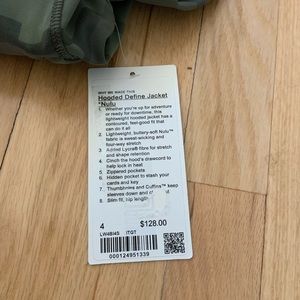 WHY WE MADE THIS
Hooded Define Jacket
*Nulu
1. Whether you're up for adventure
or ready for downtime, this
lightweight hooded jacket has a
contoured, feel-good fit that
can do it all
2. Lightweight, buttery-soft Nulu™
fabric is sweat-wicking and
four-way stretch
3. Added Lycra® fibre for stretch
and shape retention
4. Cinch the hood's drawcord to
help lock in heat
5. Zippered pockets
6. Hidden pocket to stash your
cards and key
7. Thumbholes and Cuffins™ keep
sleeves down and
8. Slim fit, hip length
4 $128.00
LW4BI4S ITGT
000124951339